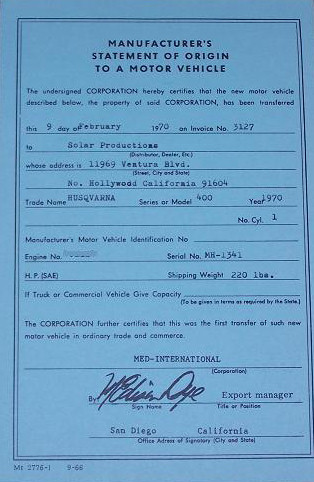 MANUFACTURER'S
STATEMENT OF ORIGIN
TO A MOTOR VEHICLE
The undersigned CORPORATION hereby certifies that the new motor vehicle
described below, the property of said CORPORATION, has been transferred
this 9 day of February 1970 on Invoice No. 3127
to Solar Productions
(Distributor, Dealer, Etc.)
whose address is 11969 Ventura Blvd.
(Street, City and State)
No. Hollywood California 91604
Trade Name HUSQVARNA Series or Model 400 Year 1970
No. Cyl. 1
Manufacturer's Motor Vehicle Identification No
Engine No. ---- Serial No. MH-1341
H. P. (SAE) Shipping Weight 220 lbs.
If Truck or Commercial Vehicle Give Capacity
(To be given in terms as required by the State.)
The CORPORATION further certifies that this was the first transfer of such new
motor vehicle in ordinary trade and commerce.
MED-INTERNATIONAL
(Corporation)
By Export manager
Sign Name Title or Position
San Diego California
Office Adress of Signatory (City and State)
Mt 2776-1 9-66